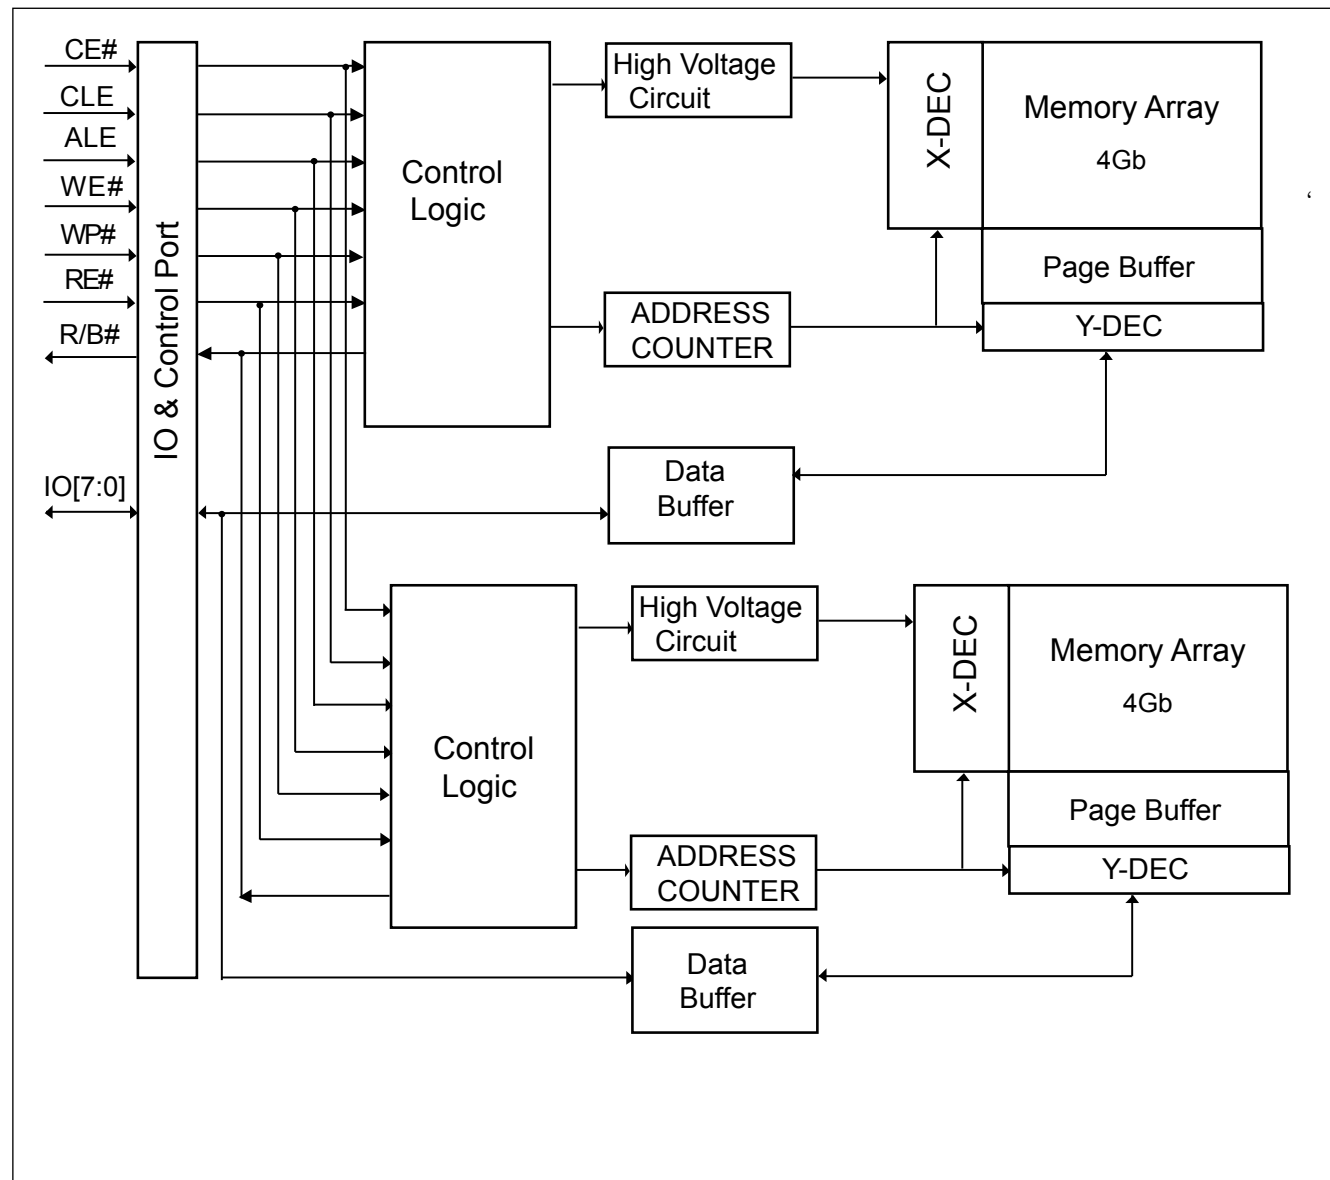 CE#
CLE
ALE
WE#
WP#
RE#
R/B#
IO[7:0]
IO & Control Port
Control
Logic
High Voltage
Circuit
X-DEC
Memory Array
4Gb
Page Buffer
Y-DEC
ADDRESS
COUNTER
Data
Buffer
‘
Control
Logic
High Voltage
Circuit
X-DEC
Memory Array
4Gb
Page Buffer
Y-DEC
ADDRESS
COUNTER
Data
Buffer